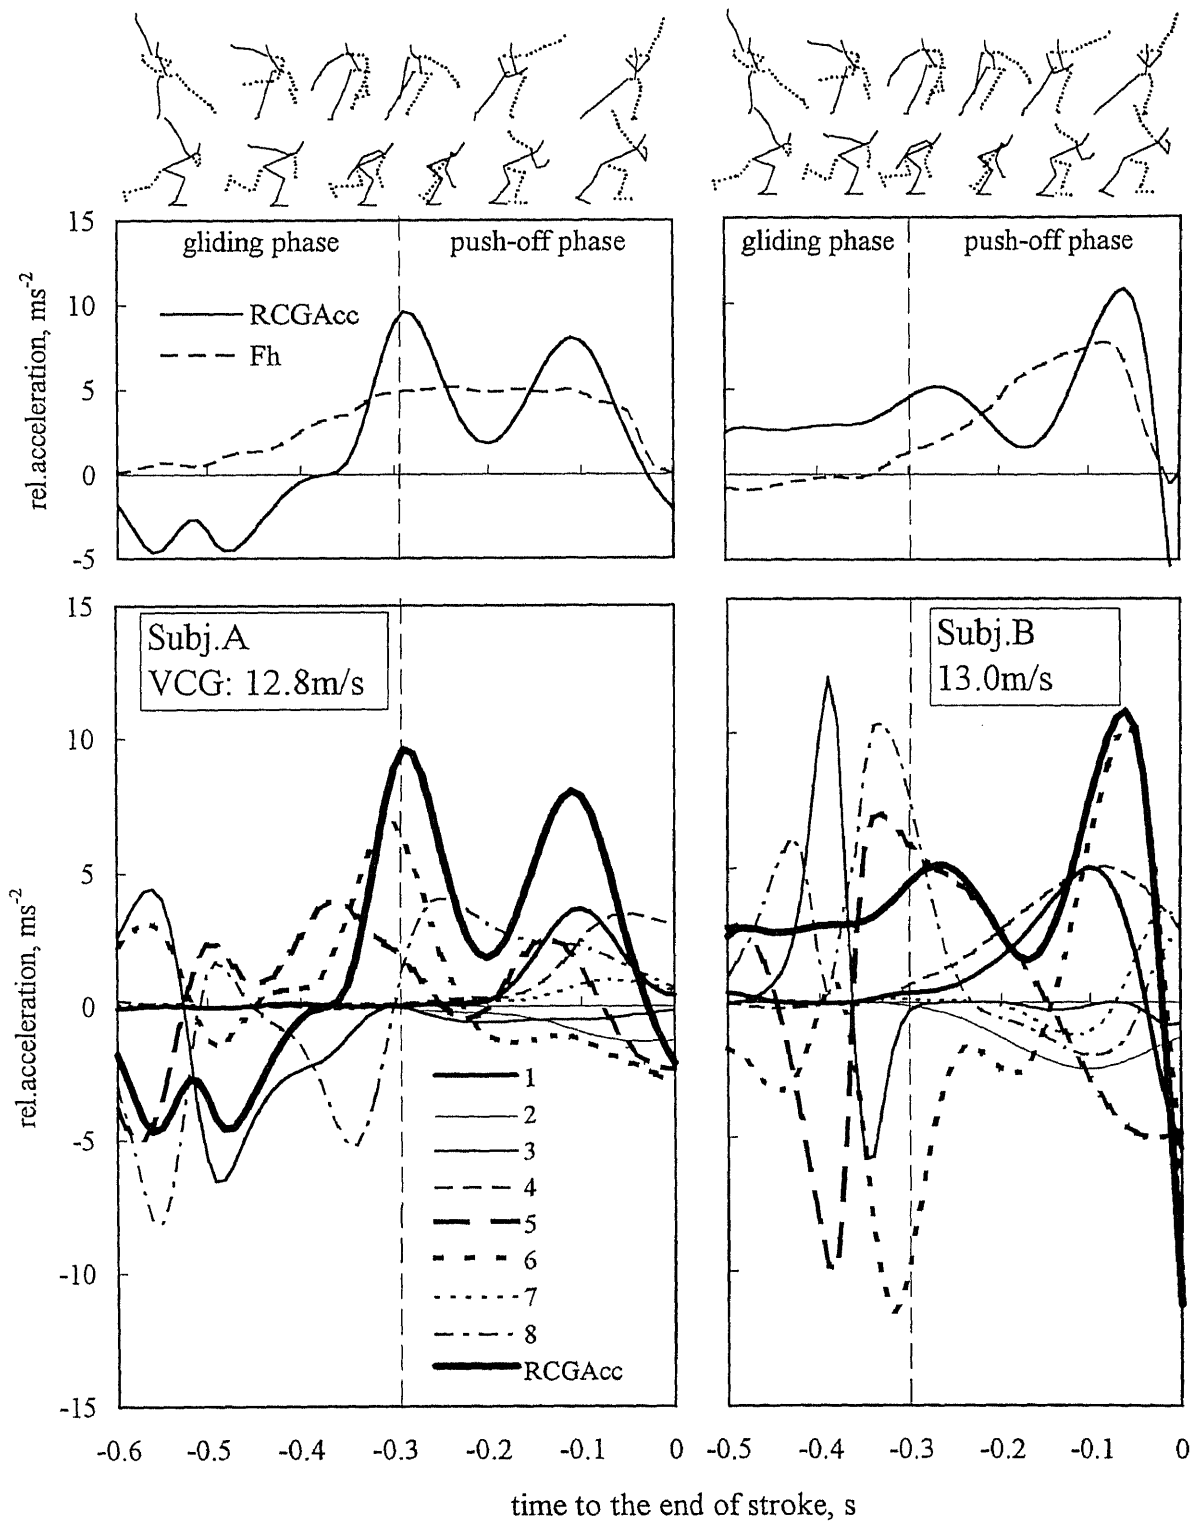 gliding phase
push-off phase
gliding phase
push-off phase
15
10
5
0
-5
rel.acceleration, ms-2
RCGAcc
Fh
Subj.A
VCG: 12.8m/s
Subj.B
13.0m/s
15
10
5
0
-5
-10
-15
rel.acceleration, ms-2
1
2
3
4
5
6
7
8
RCGAcc
-0.6 -0.5 -0.4 -0.3 -0.2 -0.1 0
-0.5 -0.4 -0.3 -0.2 -0.1 0
time to the end of stroke, s